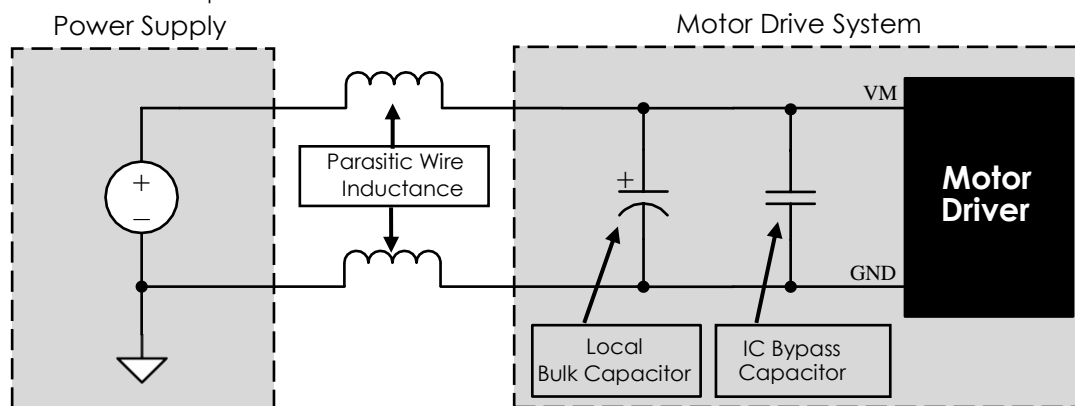 Power Supply
Motor Drive System
VM
+
−
Parasitic Wire
Inductance
+
Motor
Driver
GND
Local
Bulk Capacitor
IC Bypass
Capacitor